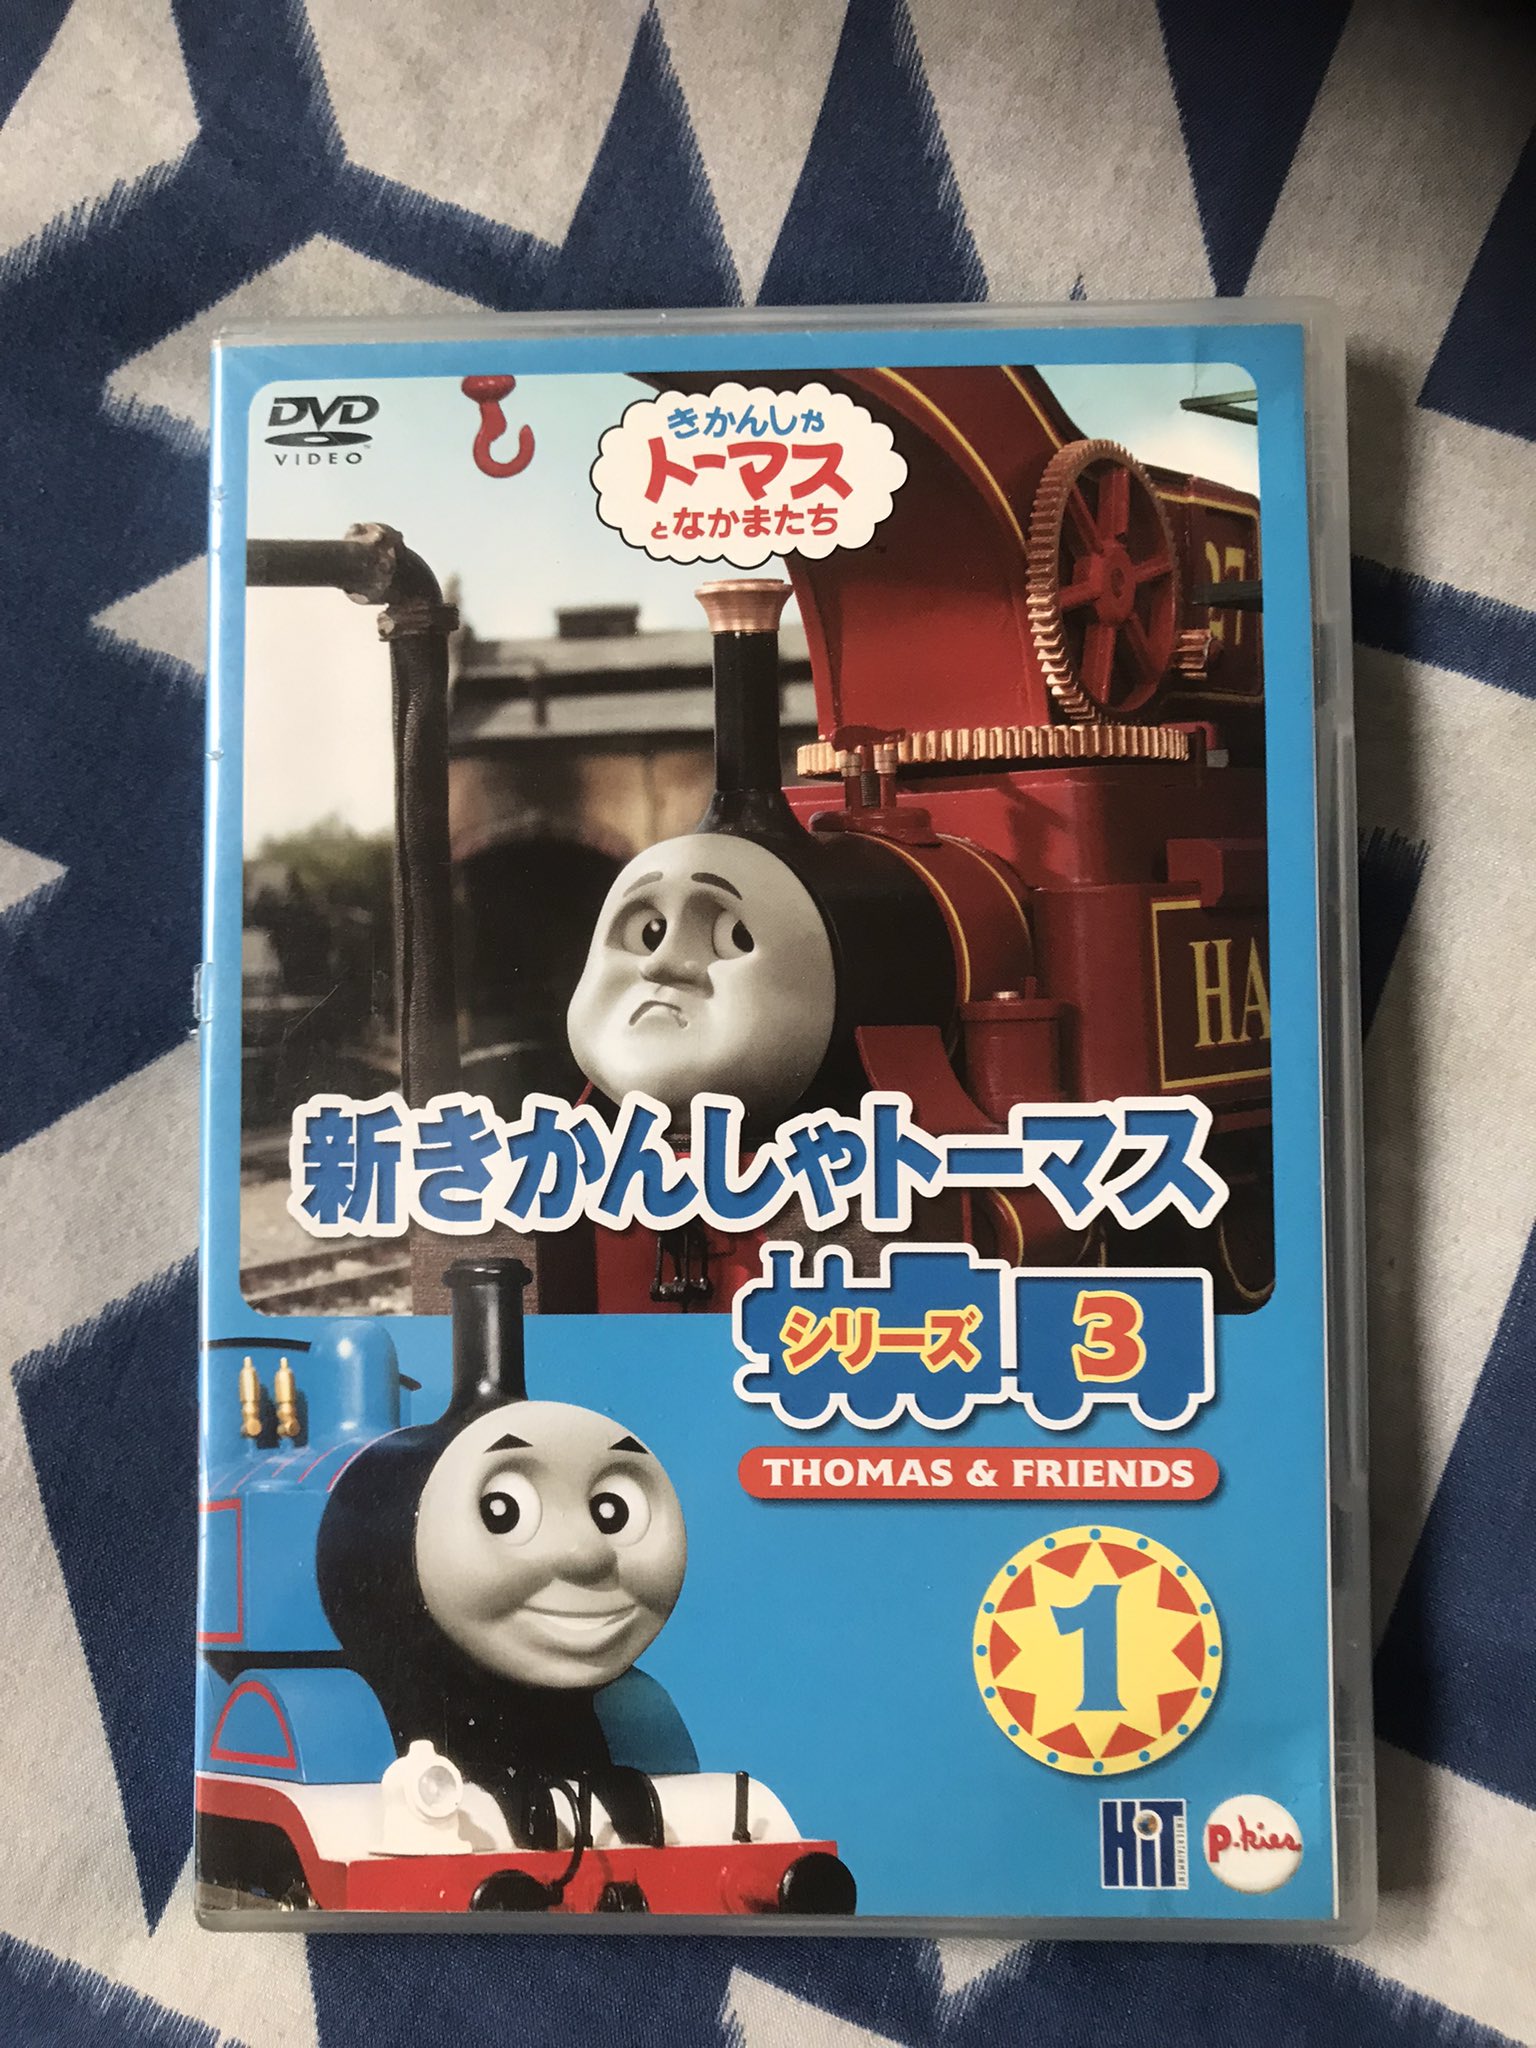 DVD
VIDEO
きかんしゃ
トーマス
となかまたち
27
HA
新きかんしゃトーマス
シリーズ 3
THOMAS & FRIENDS
1
HiT
ENTERTAINMENT
p-kies